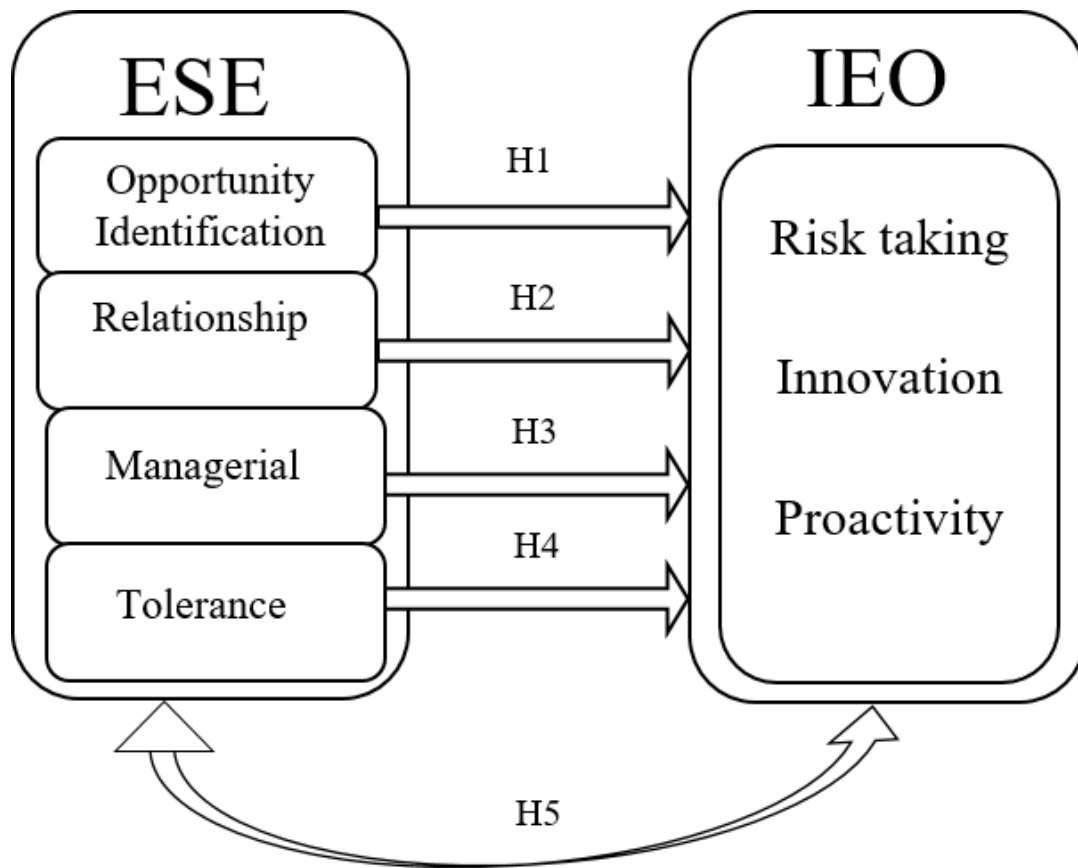 ESE
Opportunity
Identification
Relationship
Managerial
Tolerance
H1
H2
H3
H4
H5
IEO
Risk taking
Innovation
Proactivity